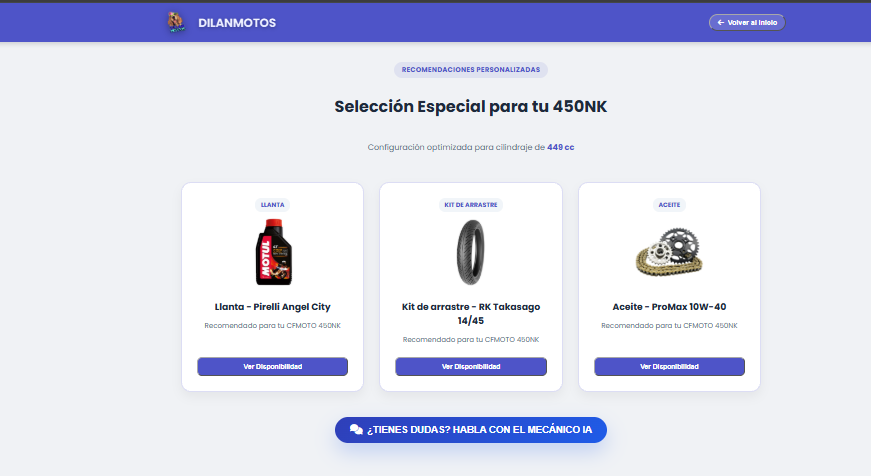 DILANMOTOS
← Volver al inicio
RECOMENDACIONES PERSONALIZADAS
Selección Especial para tu 450NK
Configuración optimizada para cilindraje de 449 cc
LLANTA
KIT DE ARRASTRE
ACEITE
MOTUL
Llanta - Pirelli Angel City
Recomendado para tu CFMOTO 450NK
Ver Disponibilidad
Kit de arrastre - RK Takasago
14/45
Recomendado para tu CFMOTO 450NK
Ver Disponibilidad
Aceite - ProMax 10W-40
Recomendado para tu CFMOTO 450NK
Ver Disponibilidad
¿TIENES DUDAS? HABLA CON EL MECÁNICO IA